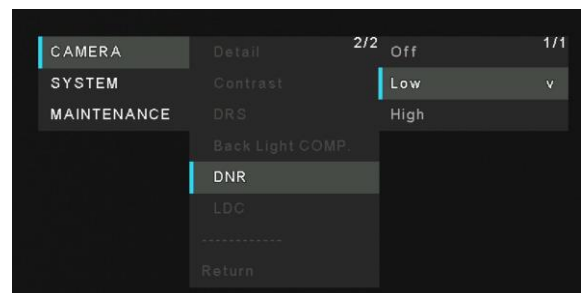 CAMERA
SYSTEM
MAINTENANCE
2/2
Detail
Contrast
DRS
Back Light COMP.
DNR
LDC
------------
Return
1/1
Off
Low v
High